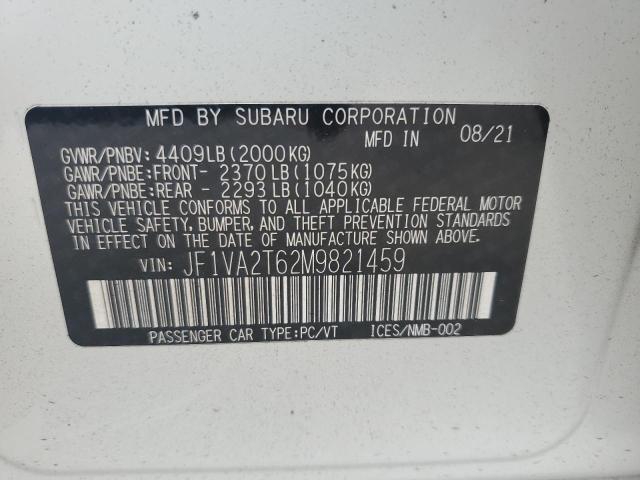 MFD BY SUBARU CORPORATION
MFD IN 08/21
GVWR/PNBV: 4409LB(2000KG)
GAWR/PNBE:FRONT- 2370LB(1075KG)
GAWR/PNBE:REAR - 2293LB(1040KG)
THIS VEHICLE CONFORMS TO ALL APPLICABLE FEDERAL MOTOR
VEHICLE SAFETY, BUMPER, AND THEFT PREVENTION STANDARDS
IN EFFECT ON THE DATE OF MANUFACTURE SHOWN ABOVE.
VIN: JF1VA2T62M9821459
PASSENGER CAR TYPE:PC/VT ICES/NMB-002